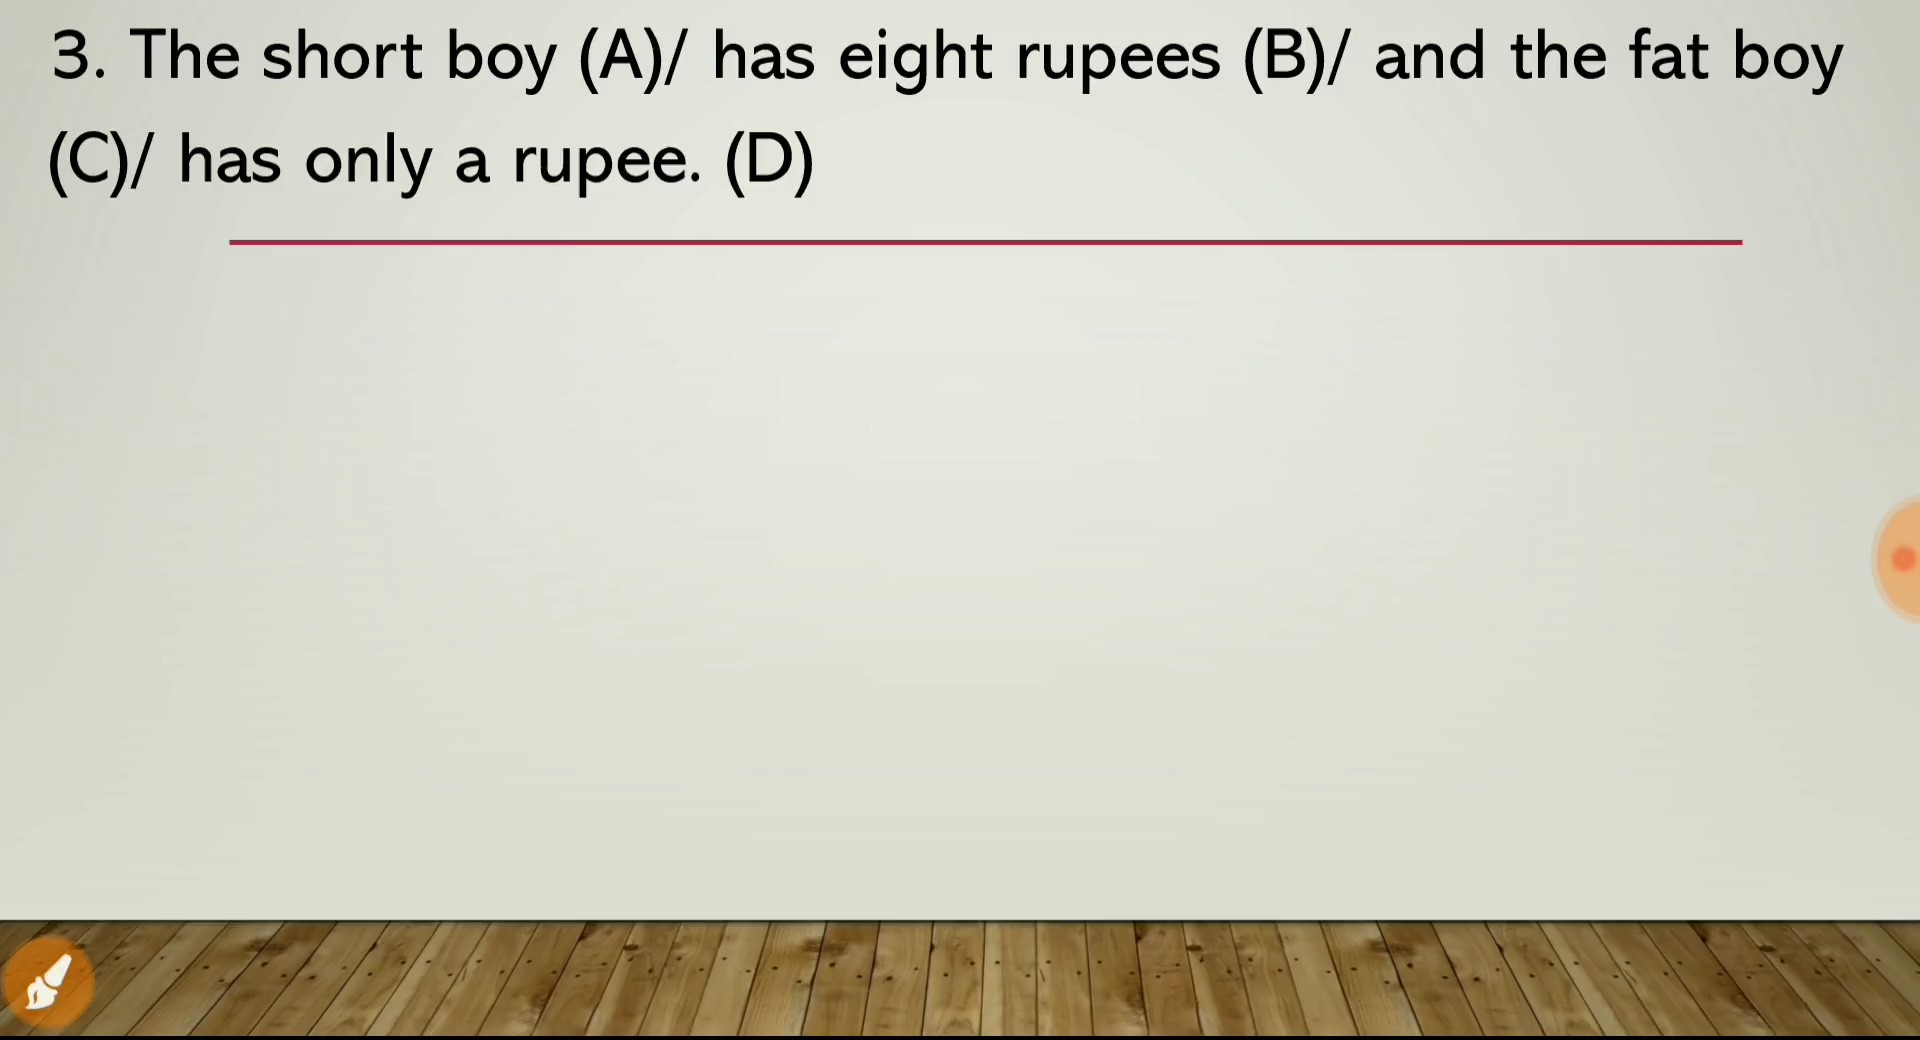 3. The short boy (A)/ has eight rupees (B)/ and the fat boy
(C)/ has only a rupee. (D)